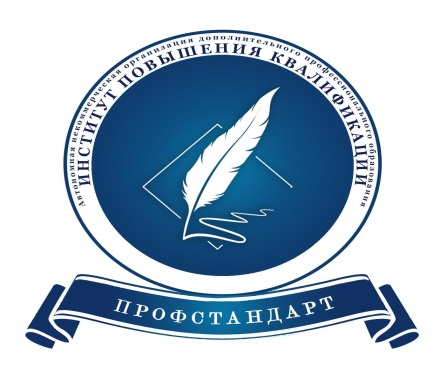 Автономная некоммерческая организация дополнительного профессионального образования
ИНСТИТУТ ПОВЫШЕНИЯ КВАЛИФИКАЦИИ
ПРОФСТАНДАРТ